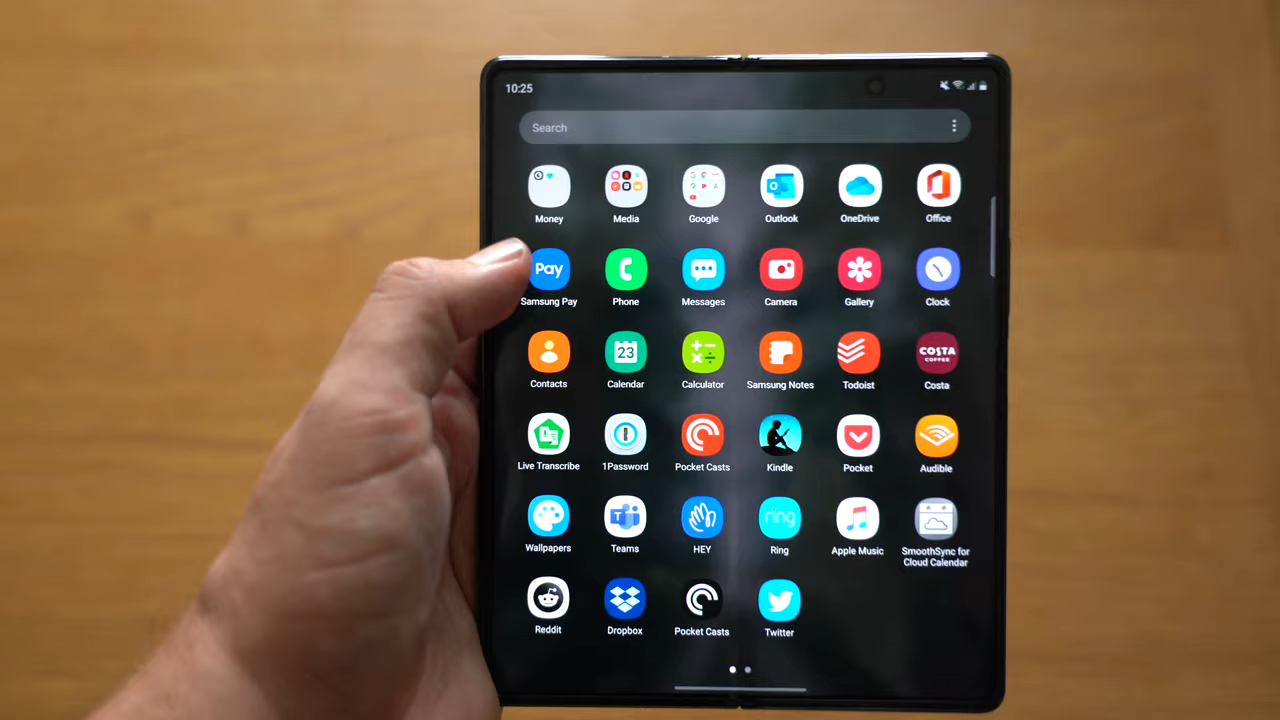 10:25
Search
Money Media Google Outlook OneDrive Office
Pay
Samsung Pay Phone Messages Camera Gallery Clock
23 COSTA
COFFEE
Contacts Calendar Calculator Samsung Notes Todoist Costa
Live Transcribe 1Password Pocket Casts Kindle Pocket Audible
T ring
Wallpapers Teams HEY Ring Apple Music SmoothSync for
Cloud Calendar
Reddit Dropbox Pocket Casts Twitter